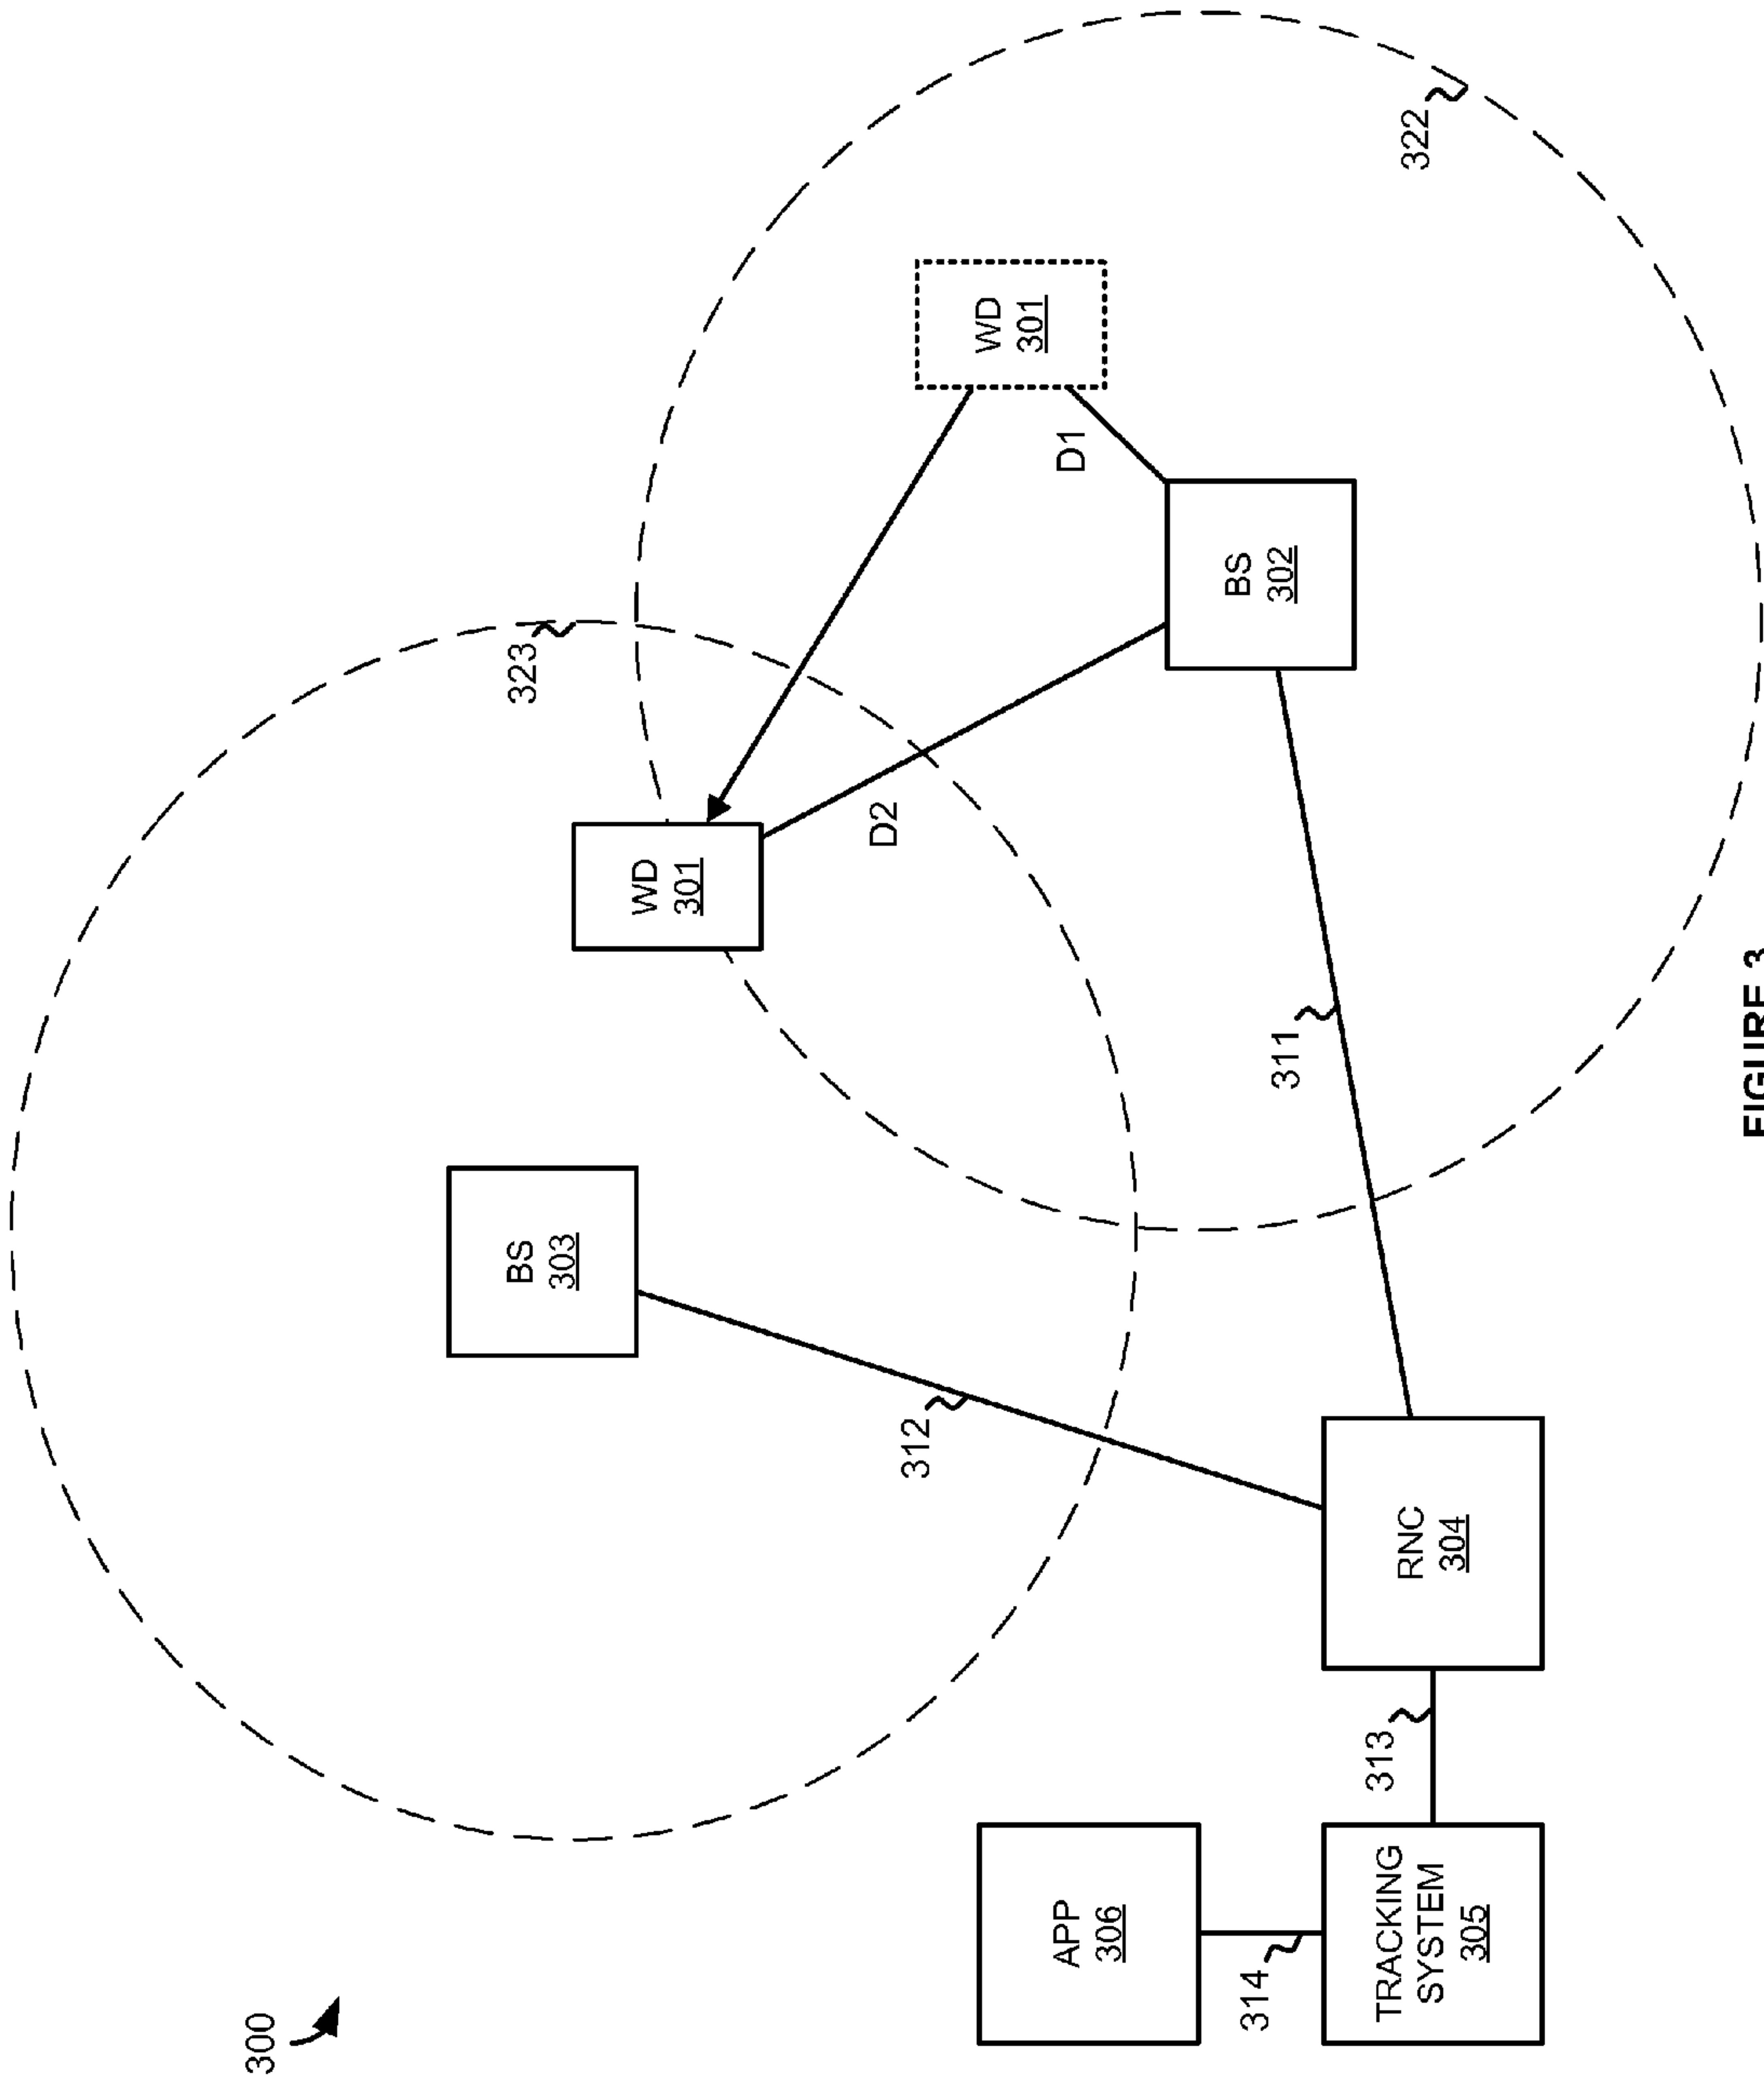 300
BS
303
323
WD
301
D2
312
WD
301
D1
APP
306
BS
302
314
311
313
322
TRACKING
SYSTEM
305
RNC
304
FIGURE 3